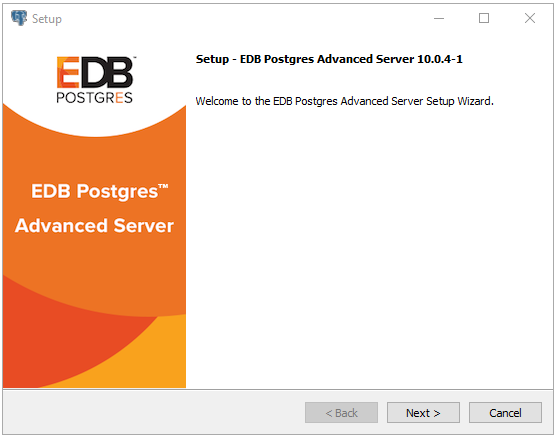 Setup
EDB
POSTGRES
Setup - EDB Postgres Advanced Server 10.0.4-1
Welcome to the EDB Postgres Advanced Server Setup Wizard.
EDB Postgres™
Advanced Server
< Back
Next >
Cancel